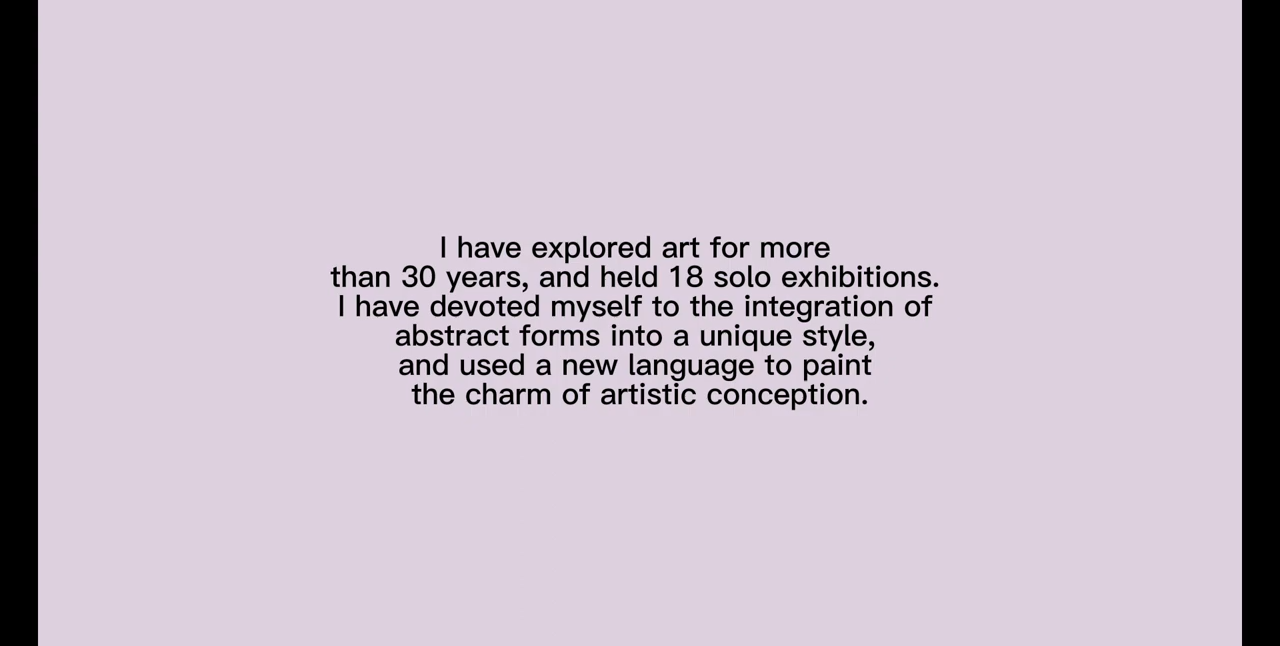 I have explored art for more
than 30 years, and held 18 solo exhibitions.
I have devoted myself to the integration of
abstract forms into a unique style,
and used a new language to paint
the charm of artistic conception.